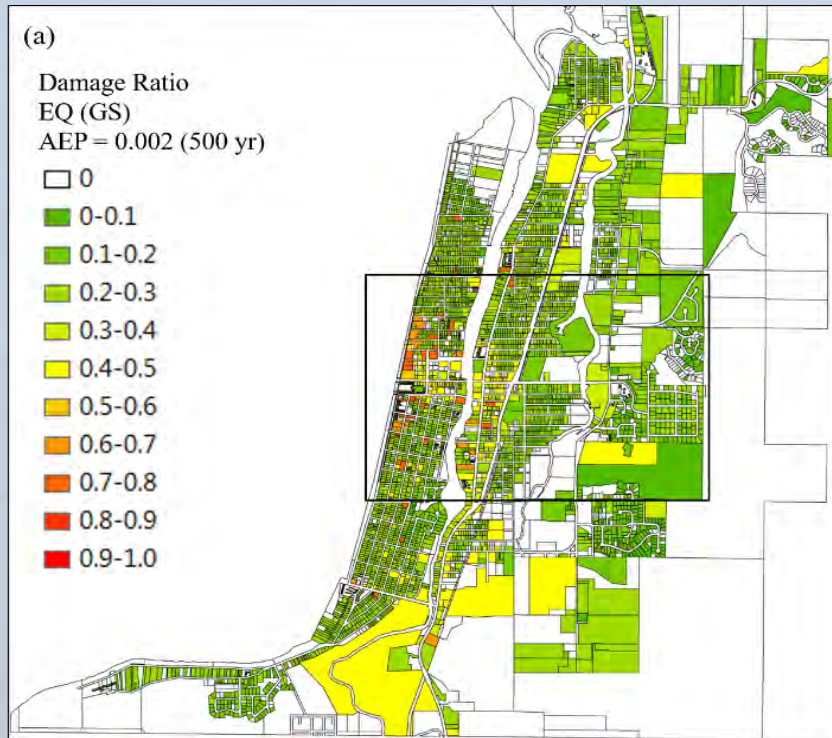 (a)
Damage Ratio
EQ (GS)
AEP = 0.002 (500 yr)
0
0-0.1
0.1-0.2
0.2-0.3
0.3-0.4
0.4-0.5
0.5-0.6
0.6-0.7
0.7-0.8
0.8-0.9
0.9-1.0